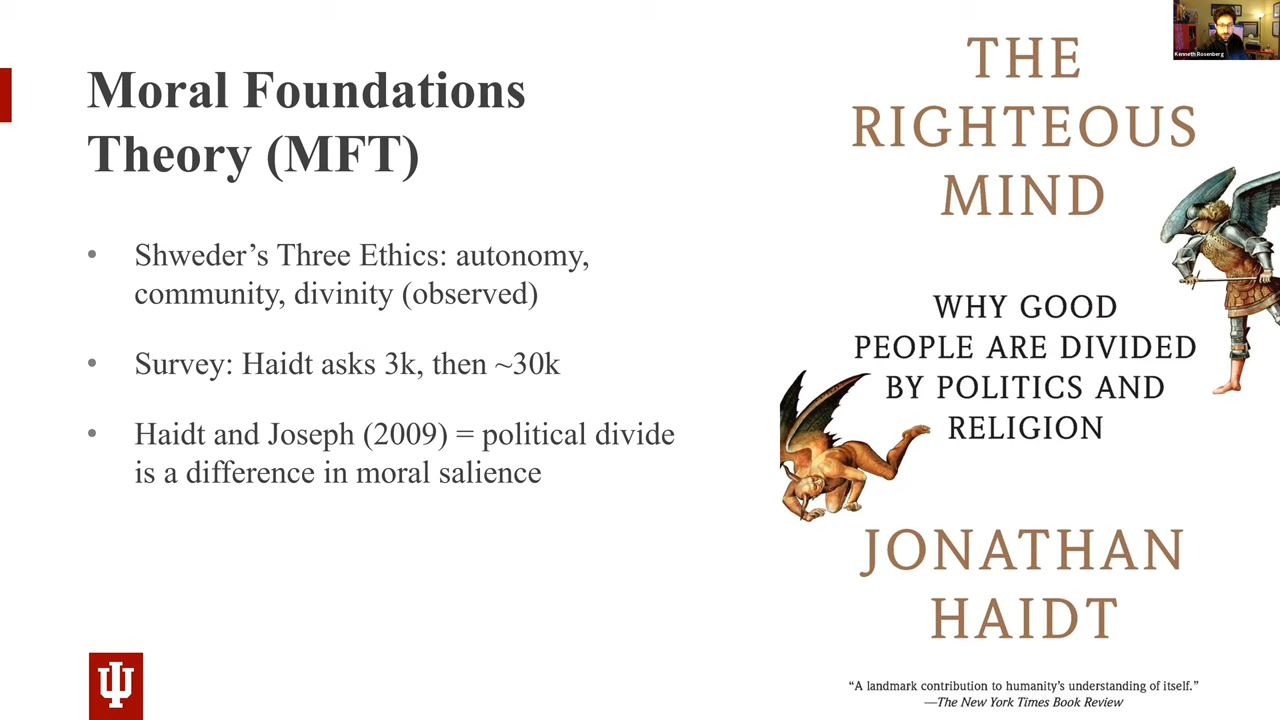 Moral Foundations
Theory (MFT)
• Shweder’s Three Ethics: autonomy,
community, divinity (observed)
• Survey: Haidt asks 3k, then ~30k
• Haidt and Joseph (2009) = political divide
is a difference in moral salience
THE
RIGHTEOUS
MIND
WHY GOOD
PEOPLE ARE DIVIDED
BY POLITICS AND
RELIGION
JONATHAN
HAIDT
“A landmark contribution to humanity’s understanding of itself.”
—The New York Times Book Review
Kenneth Rosenberg